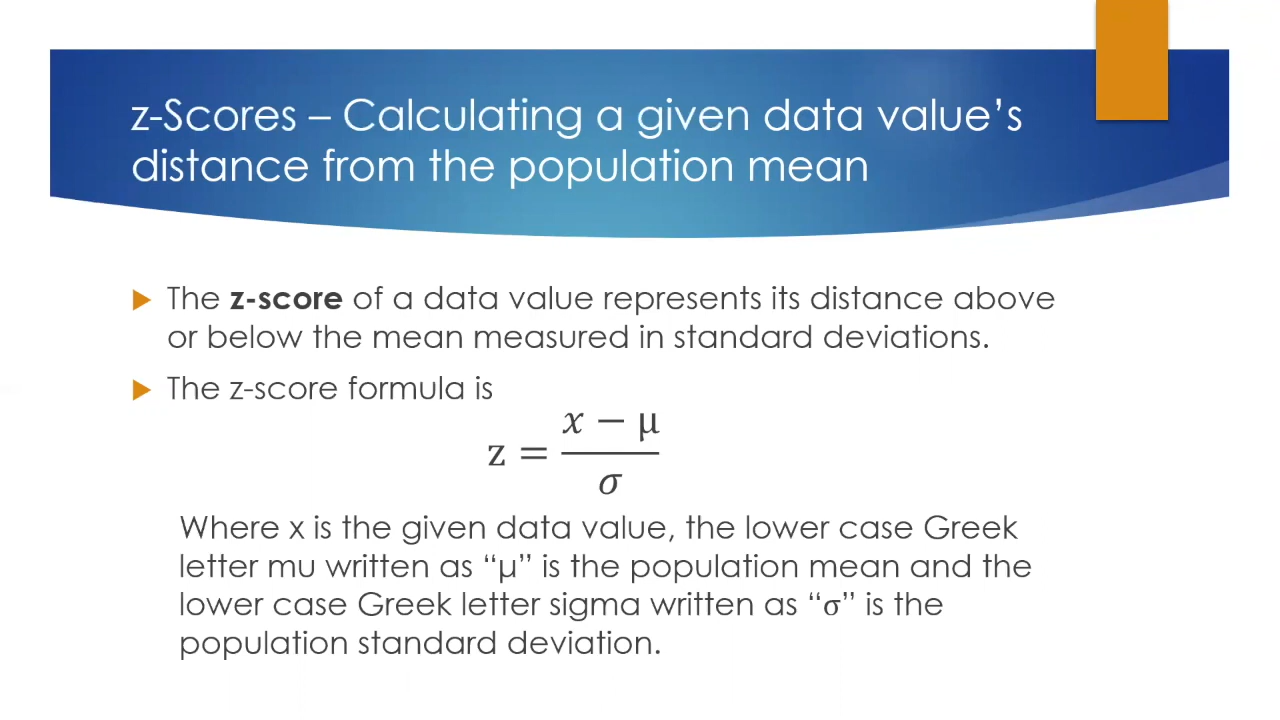 z-Scores – Calculating a given data value’s
distance from the population mean
The z-score of a data value represents its distance above
or below the mean measured in standard deviations.
The z-score formula is
z = (x − μ) / σ
Where x is the given data value, the lower case Greek
letter mu written as “μ” is the population mean and the
lower case Greek letter sigma written as “σ” is the
population standard deviation.